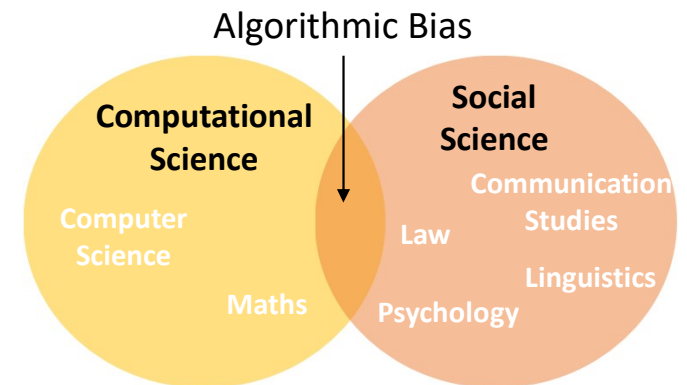 Algorithmic Bias
Computational
Science
Social
Science
Computer
Science
Maths
Communication
Studies
Law
Linguistics
Psychology